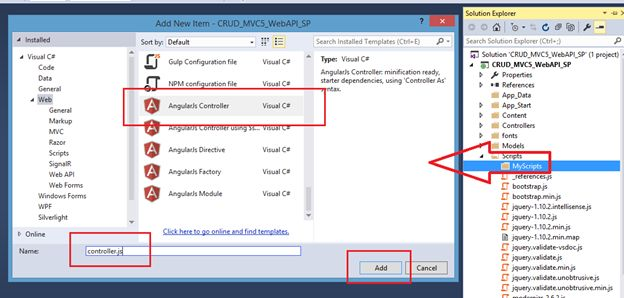 Add New Item - CRUD_MVC5_WebAPI_SP
Installed
Visual C#
Code
Data
General
Web
General
Markup
MVC
Razor
Scripts
SignalR
Web API
Web Forms
Windows Forms
WPF
Silverlight
Online
Sort by: Default
Gulp Configuration file Visual C#
NPM configuration file Visual C#
AngularJs Controller Visual C#
AngularJs Controller using $c... Visual C#
AngularJs Directive Visual C#
AngularJs Factory Visual C#
AngularJs Module Visual C#
Click here to go online and find templates.
Search Installed Templates (Ctrl+E)
Type: Visual C#
AngularJs Controller: minification ready, starter dependencies, using 'Controller As' syntax.
Name: controller.js
Add
Cancel
Solution Explorer
Search Solution Explorer (Ctrl+;)
Solution 'CRUD_MVC5_WebAPI_SP' (1 project)
CRUD_MVC5_WebAPI_SP
Properties
References
App_Data
App_Start
Content
Controllers
fonts
Models
Scripts
MyScripts
_references.js
bootstrap.js
bootstrap.min.js
jquery-1.10.2.intellisense.js
jquery-1.10.2.js
jquery-1.10.2.min.js
jquery-1.10.2.min.map
jquery.validate-vsdoc.js
jquery.validate.js
jquery.validate.min.js
jquery.validate.unobtrusive.js
jquery.validate.unobtrusive.m
modernizr-2.6.2.js